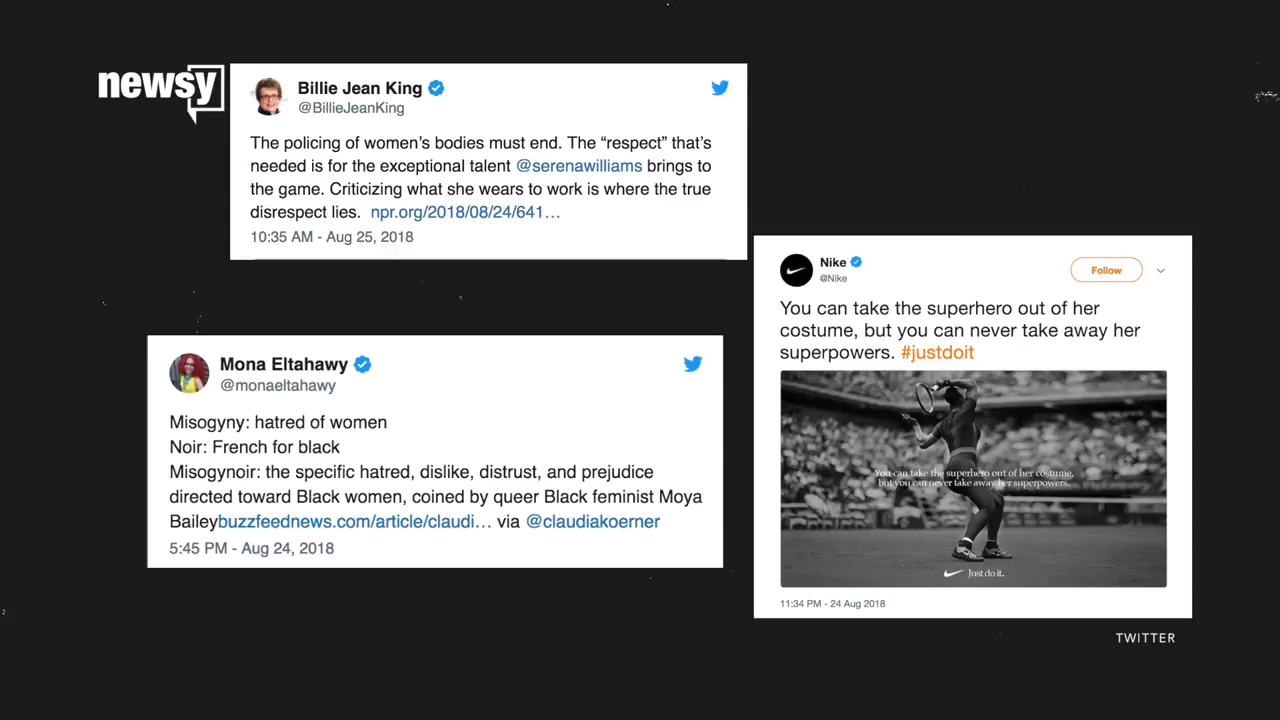 newsy
Billie Jean King
@BillieJeanKing
The policing of women’s bodies must end. The “respect” that’s
needed is for the exceptional talent @serenawilliams brings to
the game. Criticizing what she wears to work is where the true
disrespect lies. npr.org/2018/08/24/641…
10:35 AM - Aug 25, 2018
Mona Eltahawy
@monaeltahawy
Misogyny: hatred of women
Noir: French for black
Misogynoir: the specific hatred, dislike, distrust, and prejudice
directed toward Black women, coined by queer Black feminist Moya
Baileybuzzfeednews.com/article/claudi… via @claudiakoerner
5:45 PM - Aug 24, 2018
Nike
@Nike
Follow
You can take the superhero out of her
costume, but you can never take away her
superpowers. #justdoit
You can take the superhero out of her costume,
but you can never take away her superpowers.
Just do it.
11:34 PM - 24 Aug 2018
TWITTER